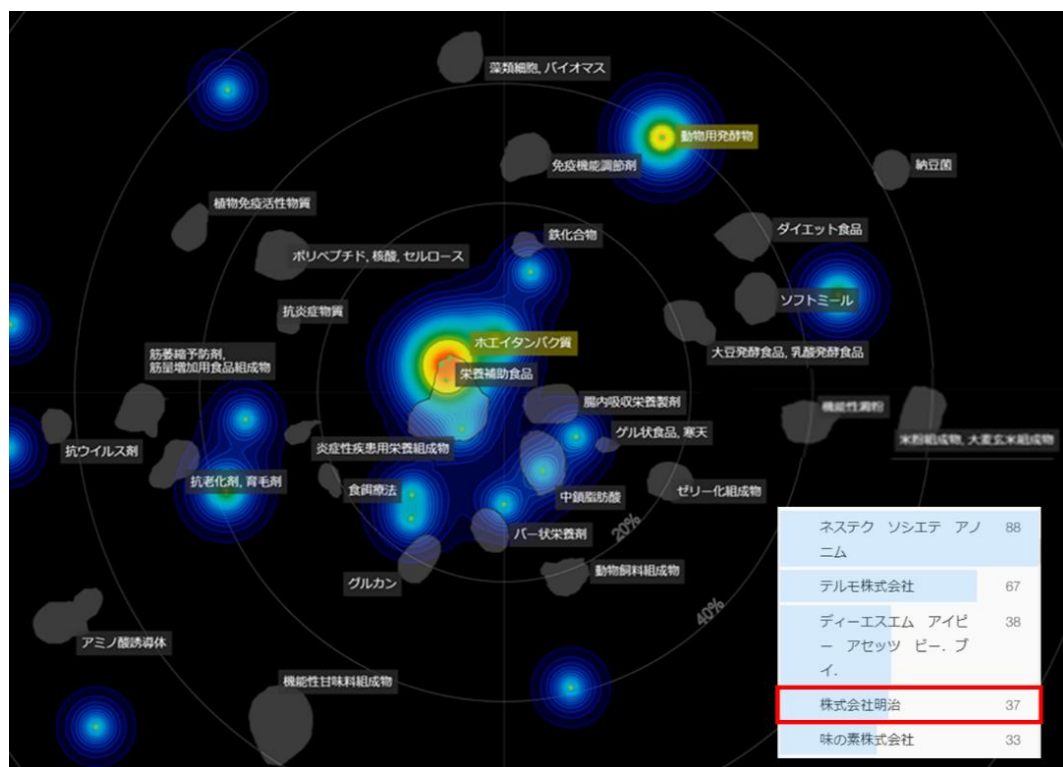 藻類細胞, バイオマス
動物用発酵物
免疫機能調節剤
納豆菌
植物免疫活性物質
ダイエット食品
鉄化合物
ポリペプチド, 核酸, セルロース
ソフトミール
抗炎症物質
ホエイタンパク質
大豆発酵食品, 乳酸発酵食品
筋萎縮予防剤,
筋量増加用食品組成物
栄養補助食品
腸内吸収栄養製剤
機能性澱粉
ゲル状食品, 寒天
米粉組成物, 大麦玄米組成物
抗ウイルス剤
炎症性疾患用栄養組成物
抗老化剤, 育毛剤
食餌療法
中鎖脂肪酸
ゼリー化組成物
バー状栄養剤
20%
グルカン
動物飼料組成物
40%
アミノ酸誘導体
機能性甘味料組成物
ネステク ソシエテ アノ 88
ニム
テルモ株式会社 67
ディーエスエム アイピ 38
ー アセッツ ビー. ブ
イ.
株式会社明治 37
味の素株式会社 33